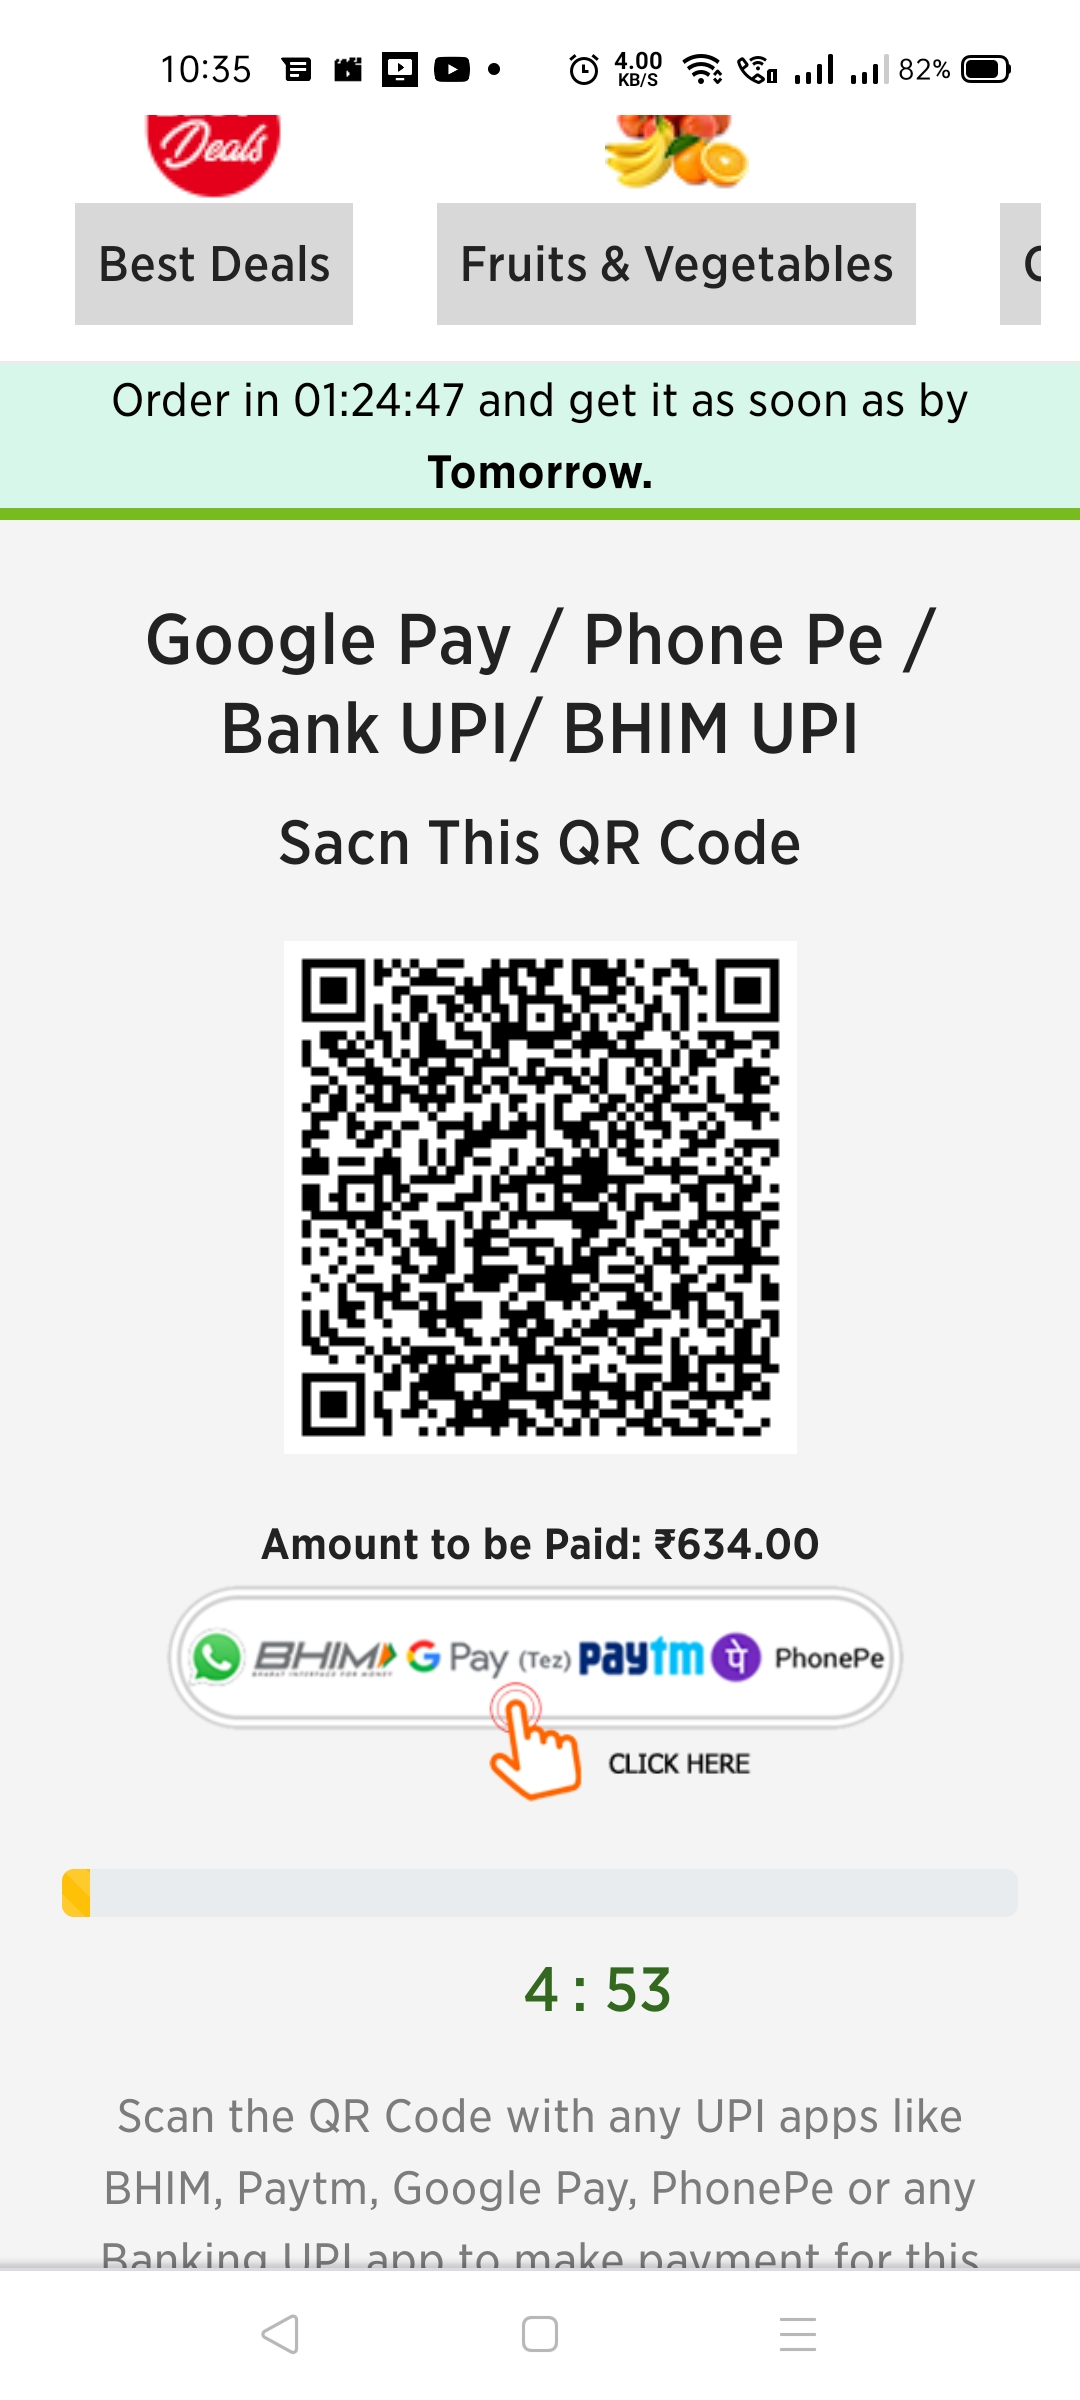 10:35 4.00 KB/S 82%
Deals
Best Deals Fruits & Vegetables
Order in 01:24:47 and get it as soon as by
Tomorrow.
Google Pay / Phone Pe /
Bank UPI/ BHIM UPI
Sacn This QR Code
Amount to be Paid: ₹634.00
BHIM G Pay (Tez) paytm पे PhonePe
CLICK HERE
4 : 53
Scan the QR Code with any UPI apps like
BHIM, Paytm, Google Pay, PhonePe or any
Banking UPI app to make payment for this